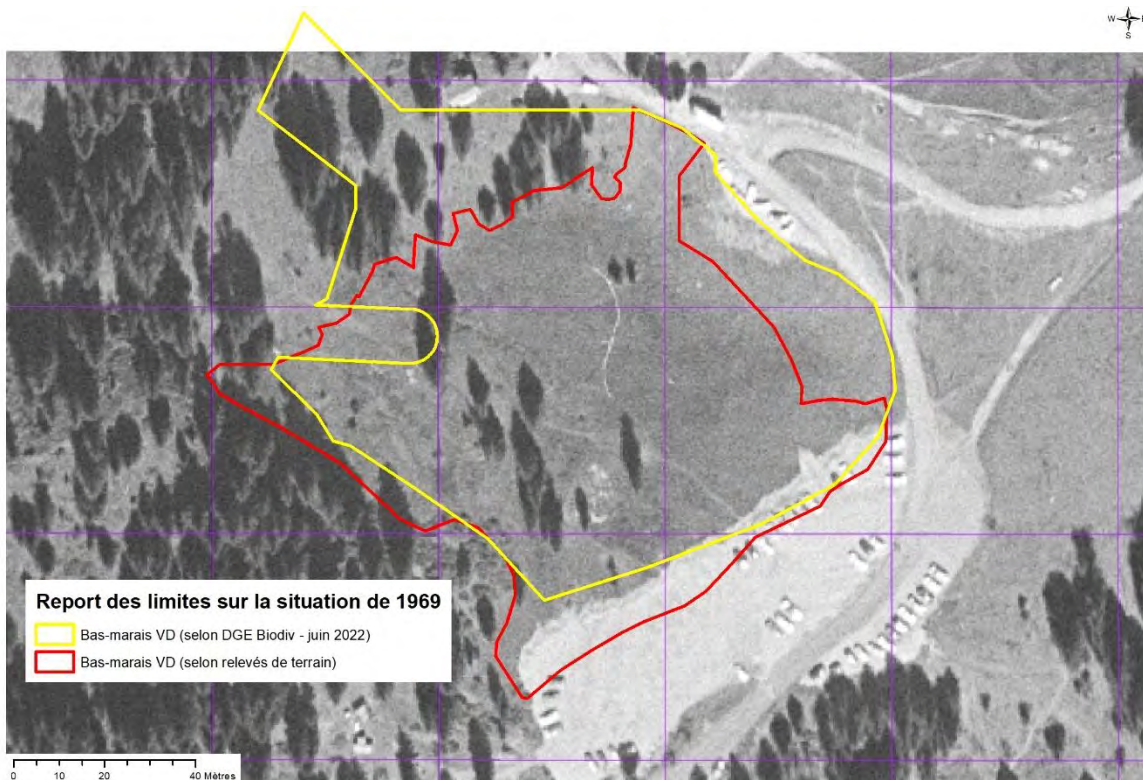 W
S
Report des limites sur la situation de 1969
Bas-marais VD (selon DGE Biodiv - juin 2022)
Bas-marais VD (selon relevés de terrain)
0 10 20 40 Mètres